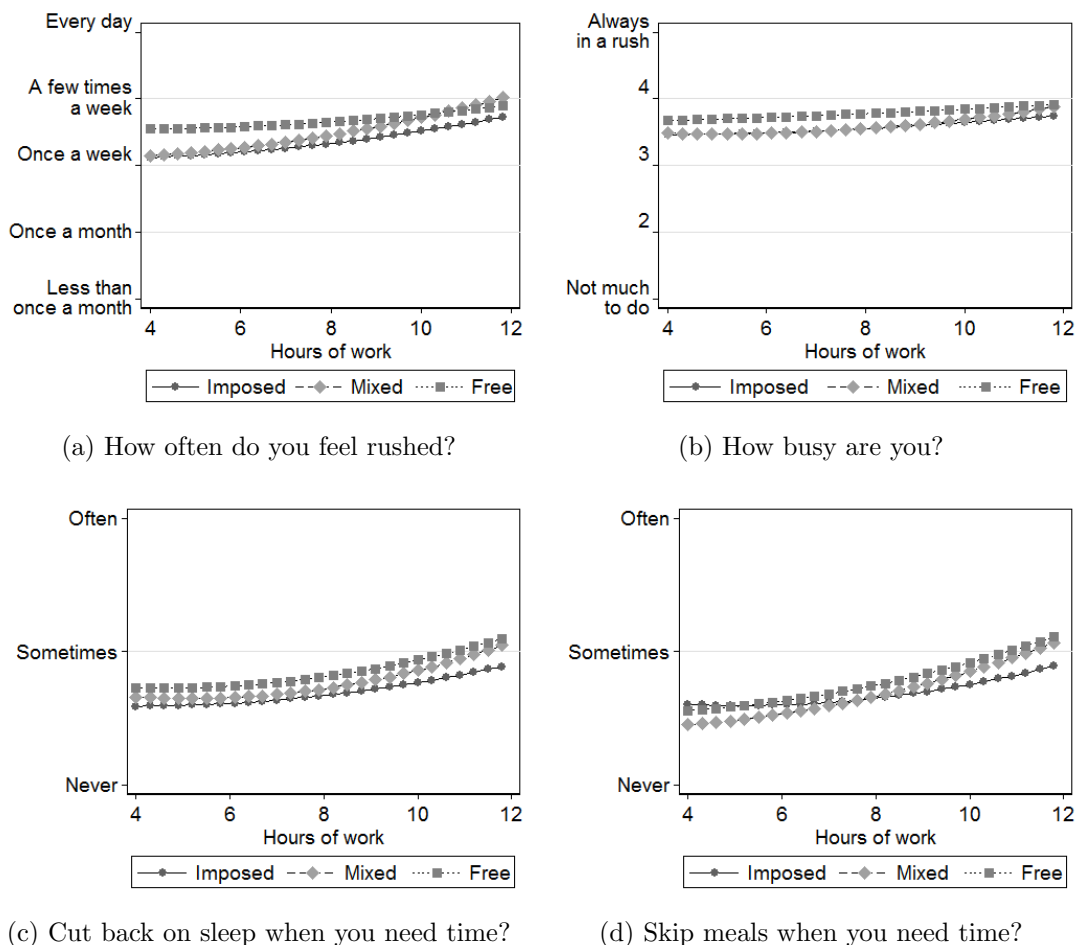 Every day
A few times
a week
Once a week
Once a month
Less than
once a month
4 6 8 10 12
Hours of work
Imposed Mixed Free
(a) How often do you feel rushed?
Always
in a rush
4
3
2
Not much
to do
4 6 8 10 12
Hours of work
Imposed Mixed Free
(b) How busy are you?
Often
Sometimes
Never
4 6 8 10 12
Hours of work
Imposed Mixed Free
(c) Cut back on sleep when you need time?
Often
Sometimes
Never
4 6 8 10 12
Hours of work
Imposed Mixed Free
(d) Skip meals when you need time?